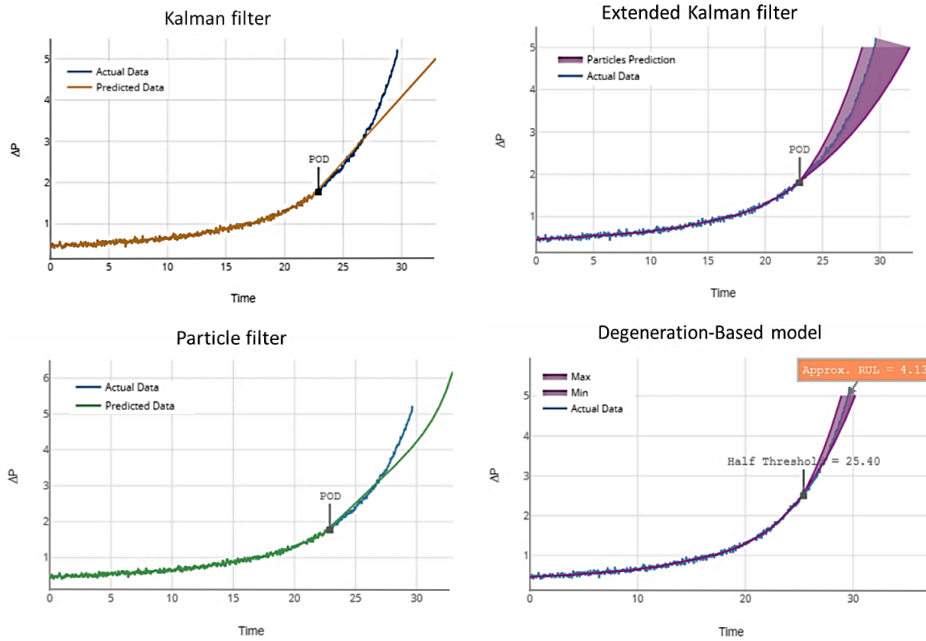 Kalman filter
5
4
3
2
1
0
5
10
15
20
25
30
ΔP
Time
Actual Data
Predicted Data
POD
Extended Kalman filter
5
4
3
2
1
0
5
10
15
20
25
30
ΔP
Time
Particles Prediction
Actual Data
POD
Particle filter
6
5
4
3
2
1
0
5
10
15
20
25
30
ΔP
Time
Actual Data
Predicted Data
POD
Degeneration-Based model
5
4
3
2
1
0
10
20
30
ΔP
Time
Max
Min
Actual Data
Approx. RUL = 4.13
Half Threshold = 25.40